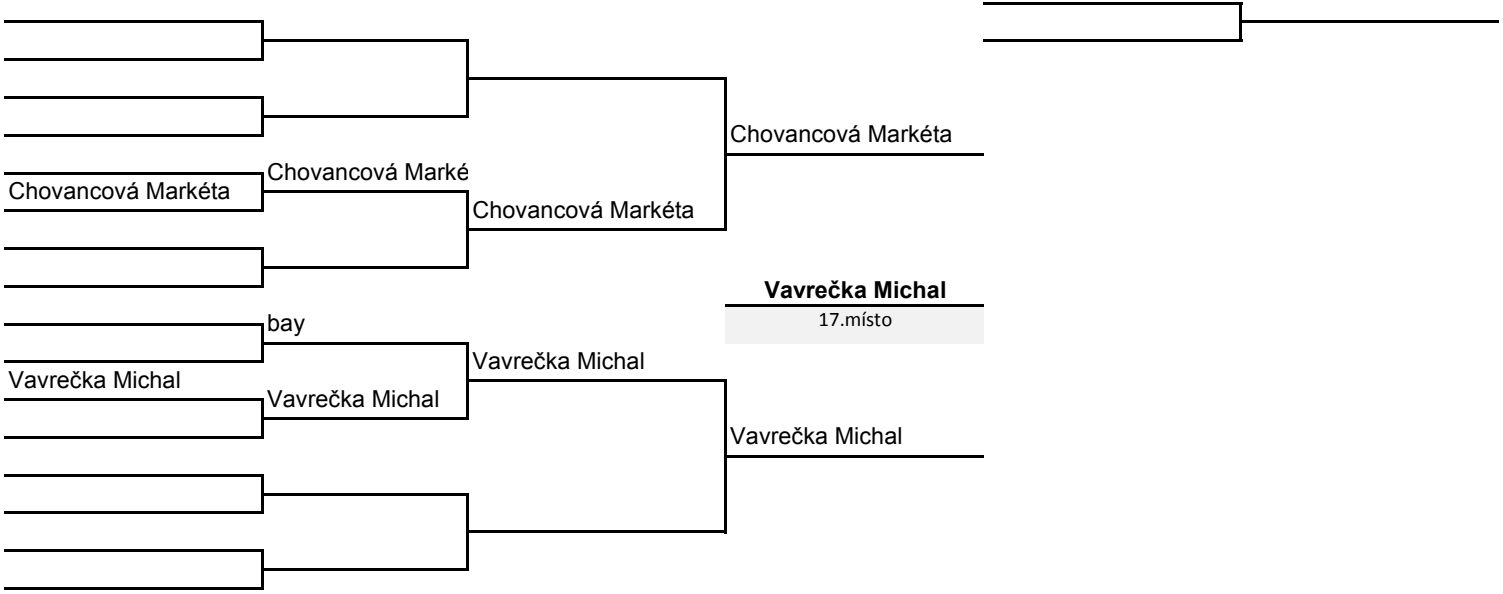 Chovancová Markéta
Chovancová Marké
Chovancová Markéta
Chovancová Markéta
Vavrečka Michal
17.místo
bay
Vavrečka Michal
Vavrečka Michal
Vavrečka Michal
Vavrečka Michal